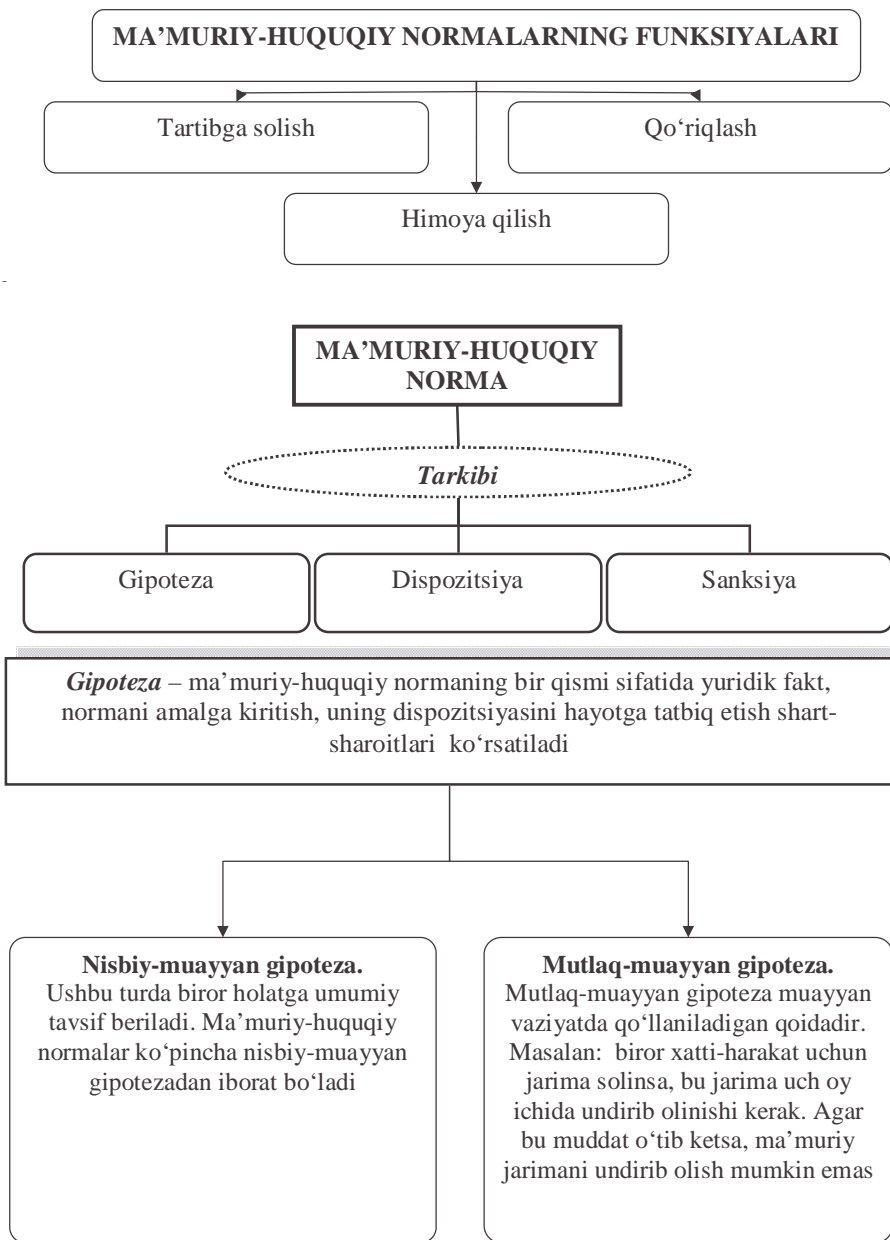 MA’MURIY-HUQUQIY NORMALARNING FUNKSIYALARI
Tartibga solish
Qo‘riqlash
Himoya qilish
MA’MURIY-HUQUQIY
NORMA
Tarkibi
Gipoteza
Dispozitsiya
Sanksiya
Gipoteza – ma’muriy-huquqiy normaning bir qismi sifatida yuridik fakt,
normani amalga kiritish, uning dispozitsiyasini hayotga tatbiq etish shart-
sharoitlari ko‘rsatiladi
Nisbiy-muayyan gipoteza.
Ushbu turda biror holatga umumiy
tavsif beriladi. Ma’muriy-huquqiy
normalar ko‘pincha nisbiy-muayyan
gipotezadan iborat bo‘ladi
Mutlaq-muayyan gipoteza.
Mutlaq-muayyan gipoteza muayyan
vaziyatda qo‘llaniladigan qoidadir.
Masalan: biror xatti-harakat uchun
jarima solinsa, bu jarima uch oy
ichida undirib olinishi kerak. Agar
bu muddat o‘tib ketsa, ma’muriy
jarimani undirib olish mumkin emas